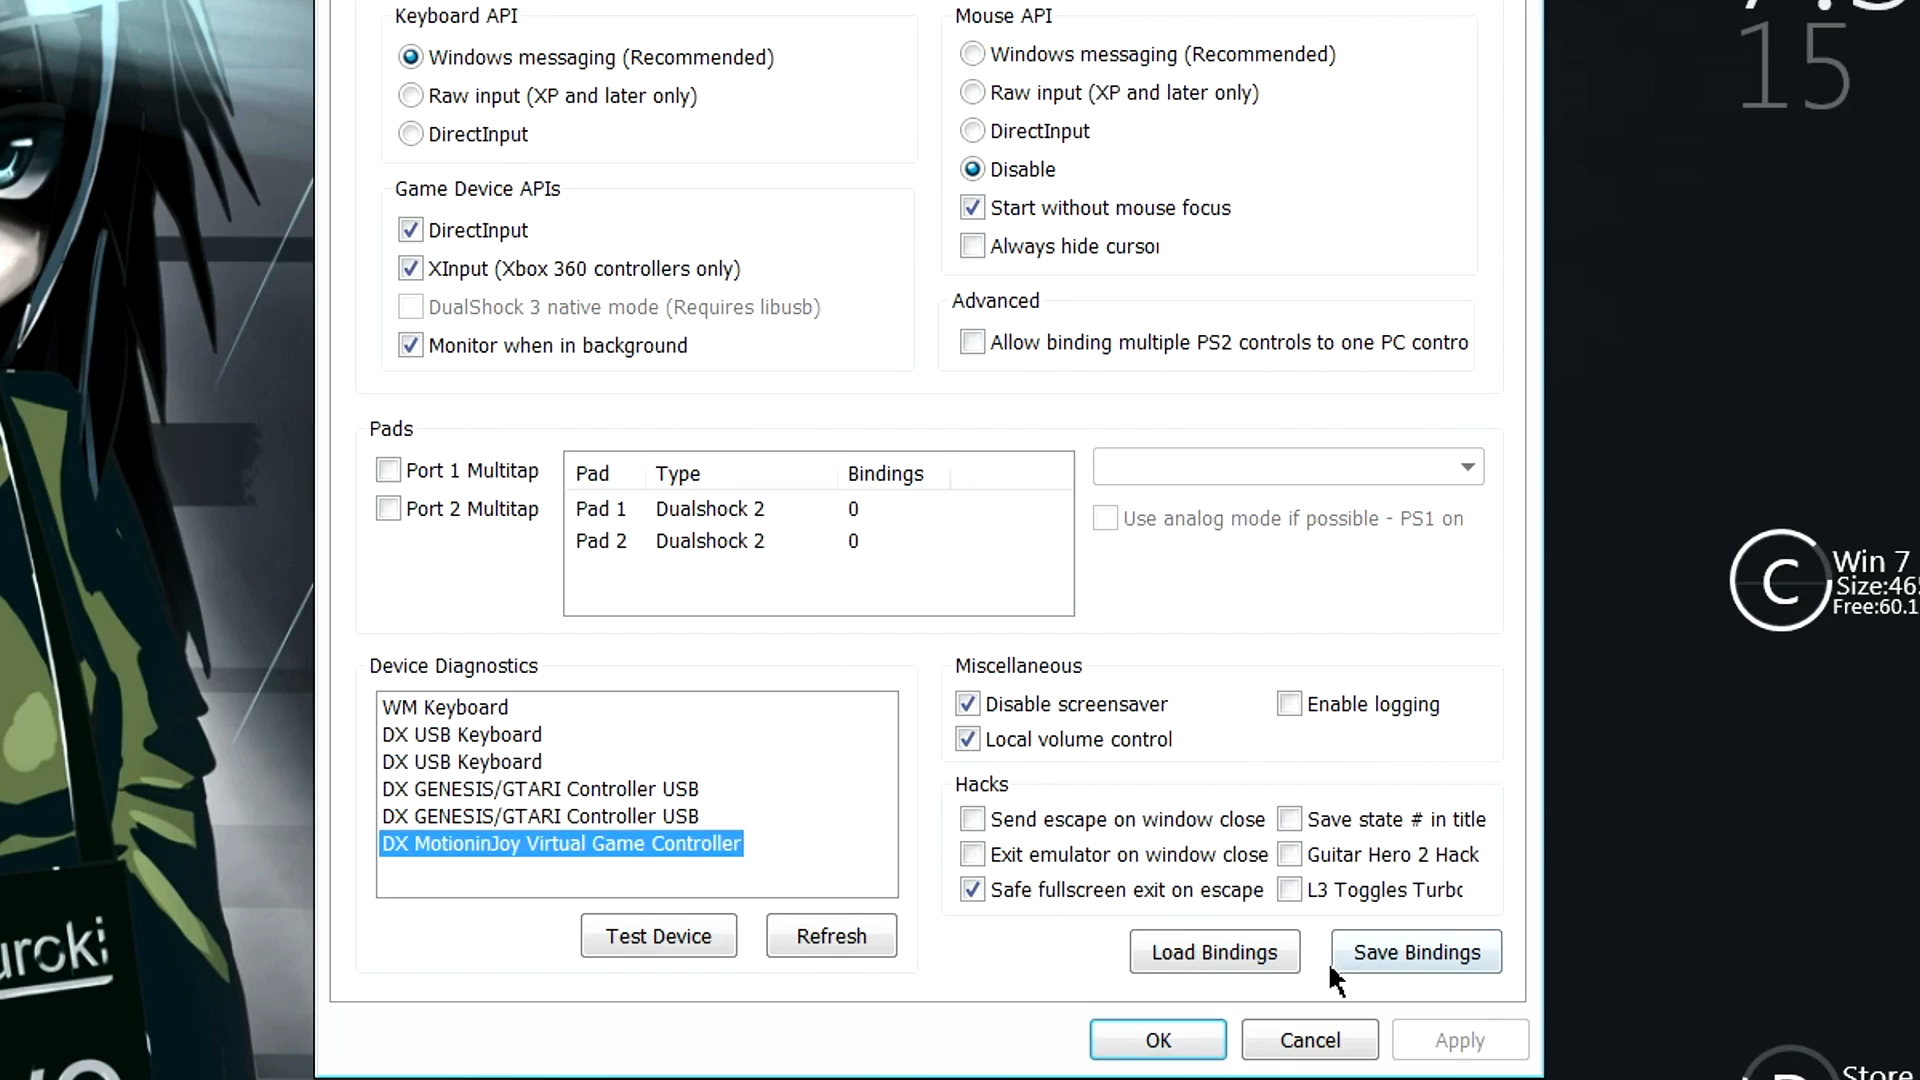 Keyboard API
Windows messaging (Recommended)
Raw input (XP and later only)
DirectInput
Game Device APIs
DirectInput
XInput (Xbox 360 controllers only)
DualShock 3 native mode (Requires libusb)
Monitor when in background
Mouse API
Windows messaging (Recommended)
Raw input (XP and later only)
DirectInput
Disable
Start without mouse focus
Always hide cursor
Advanced
Allow binding multiple PS2 controls to one PC contro
Pads
Port 1 Multitap
Port 2 Multitap
Pad Type Bindings
Pad 1 Dualshock 2 0
Pad 2 Dualshock 2 0
Use analog mode if possible - PS1 on
Device Diagnostics
WM Keyboard
DX USB Keyboard
DX USB Keyboard
DX GENESIS/GTARI Controller USB
DX GENESIS/GTARI Controller USB
DX MotioninJoy Virtual Game Controller
Test Device Refresh
Miscellaneous
Disable screensaver Enable logging
Local volume control
Hacks
Send escape on window close Save state # in title
Exit emulator on window close Guitar Hero 2 Hack
Safe fullscreen exit on escape L3 Toggles Turbo
Load Bindings Save Bindings
OK Cancel Apply
15
C
Win 7
Size:465
Free:60.1
Store
uroki